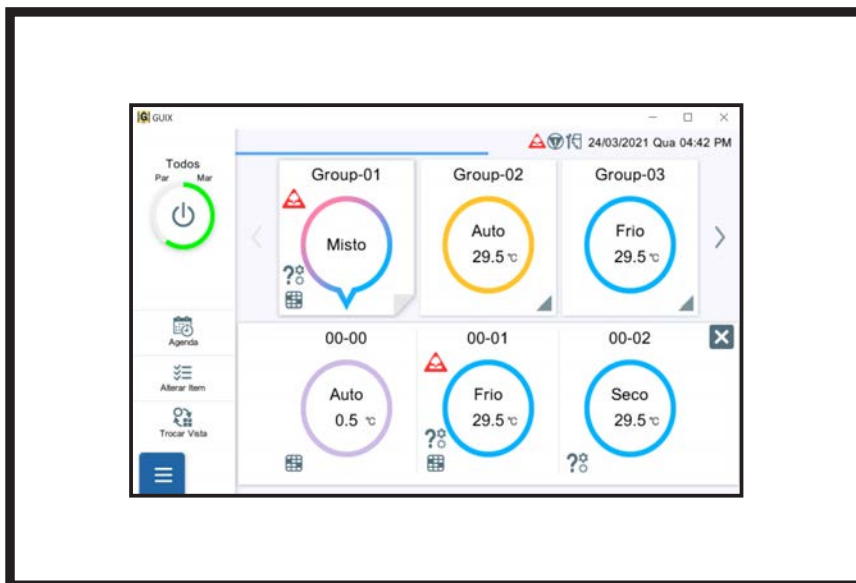 G GUIX
24/03/2021 Qua 04:42 PM
Todos
Par Mar
Group-01
Misto
Group-02
Auto
29.5 ℃
Group-03
Frio
29.5 ℃
Agenda
Alterar Item
Trocar Vista
00-00
Auto
0.5 ℃
00-01
Frio
29.5 ℃
00-02
Seco
29.5 ℃